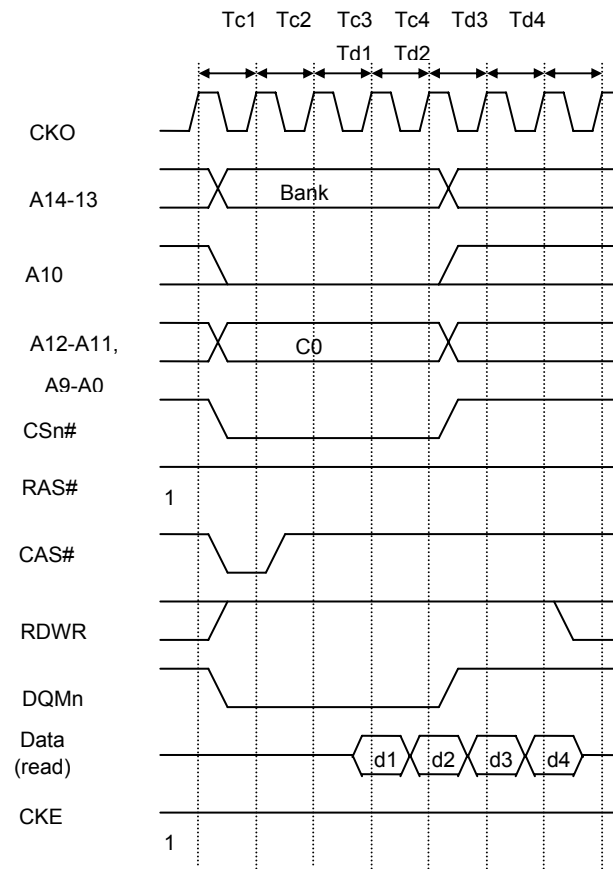 Tc1 Tc2 Tc3 Tc4 Td3 Td4
Td1 Td2
CKO
A14-13 Bank
A10
A12-A11, C0
A9-A0
CSn#
RAS#
1
CAS#
RDWR
DQMn
Data
(read) d1 d2 d3 d4
CKE
1